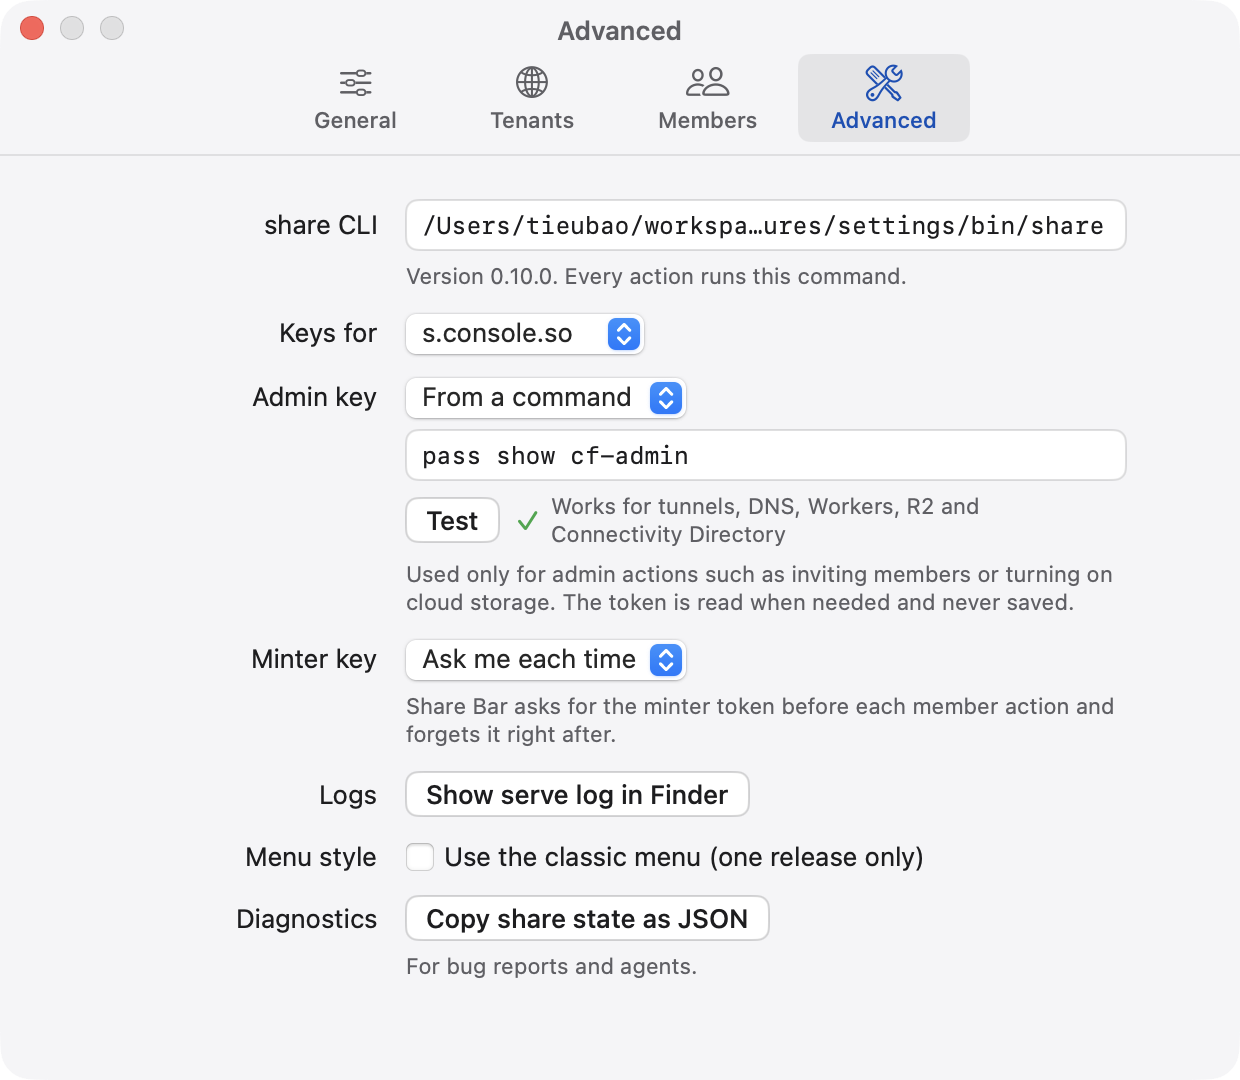 Advanced
General
Tenants
Members
Advanced
share CLI
/Users/tieubao/workspa…ures/settings/bin/share
Version 0.10.0. Every action runs this command.
Keys for
s.console.so
Admin key
From a command
pass show cf-admin
Test
Works for tunnels, DNS, Workers, R2 and
Connectivity Directory
Used only for admin actions such as inviting members or turning on
cloud storage. The token is read when needed and never saved.
Minter key
Ask me each time
Share Bar asks for the minter token before each member action and
forgets it right after.
Logs
Show serve log in Finder
Menu style
Use the classic menu (one release only)
Diagnostics
Copy share state as JSON
For bug reports and agents.